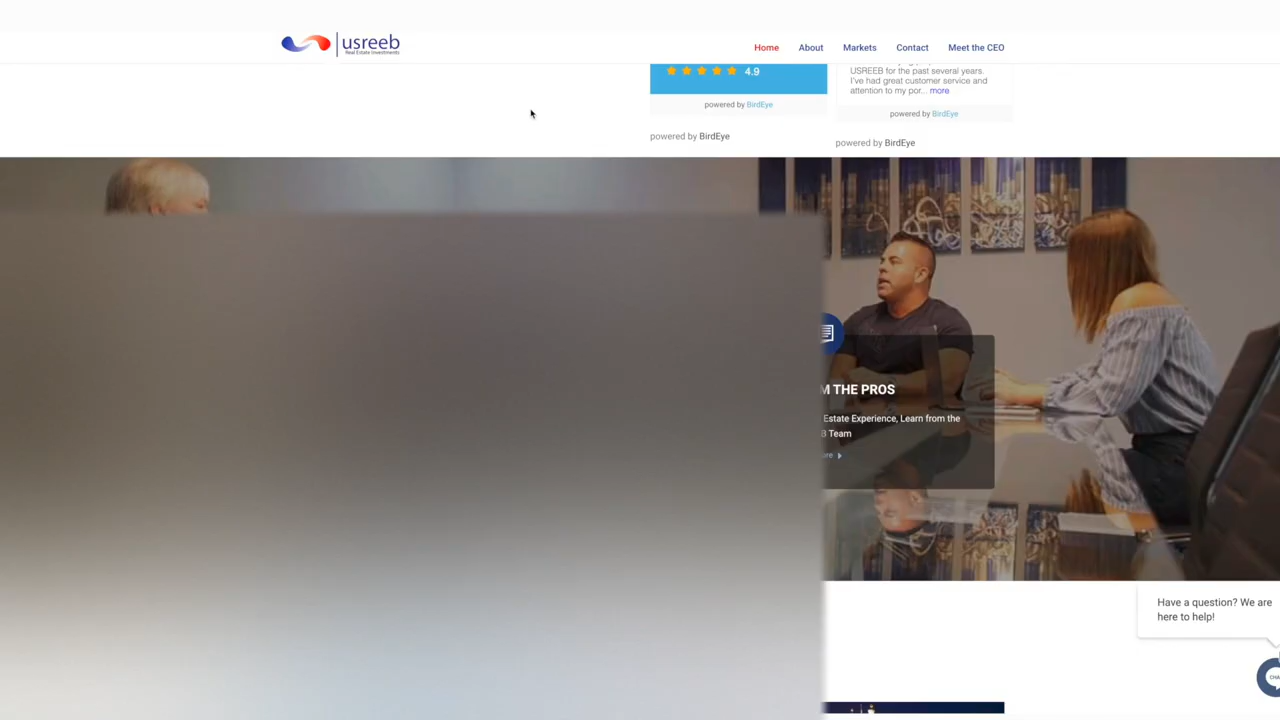 usreeb
Real Estate Investments
Home About Markets Contact Meet the CEO
4.9
powered by BirdEye
powered by BirdEye
USREEB for the past several years.
I've had great customer service and
attention to my por... more
powered by BirdEye
powered by BirdEye
THE PROS
Estate Experience, Learn from the
Team
Have a question? We are
here to help!